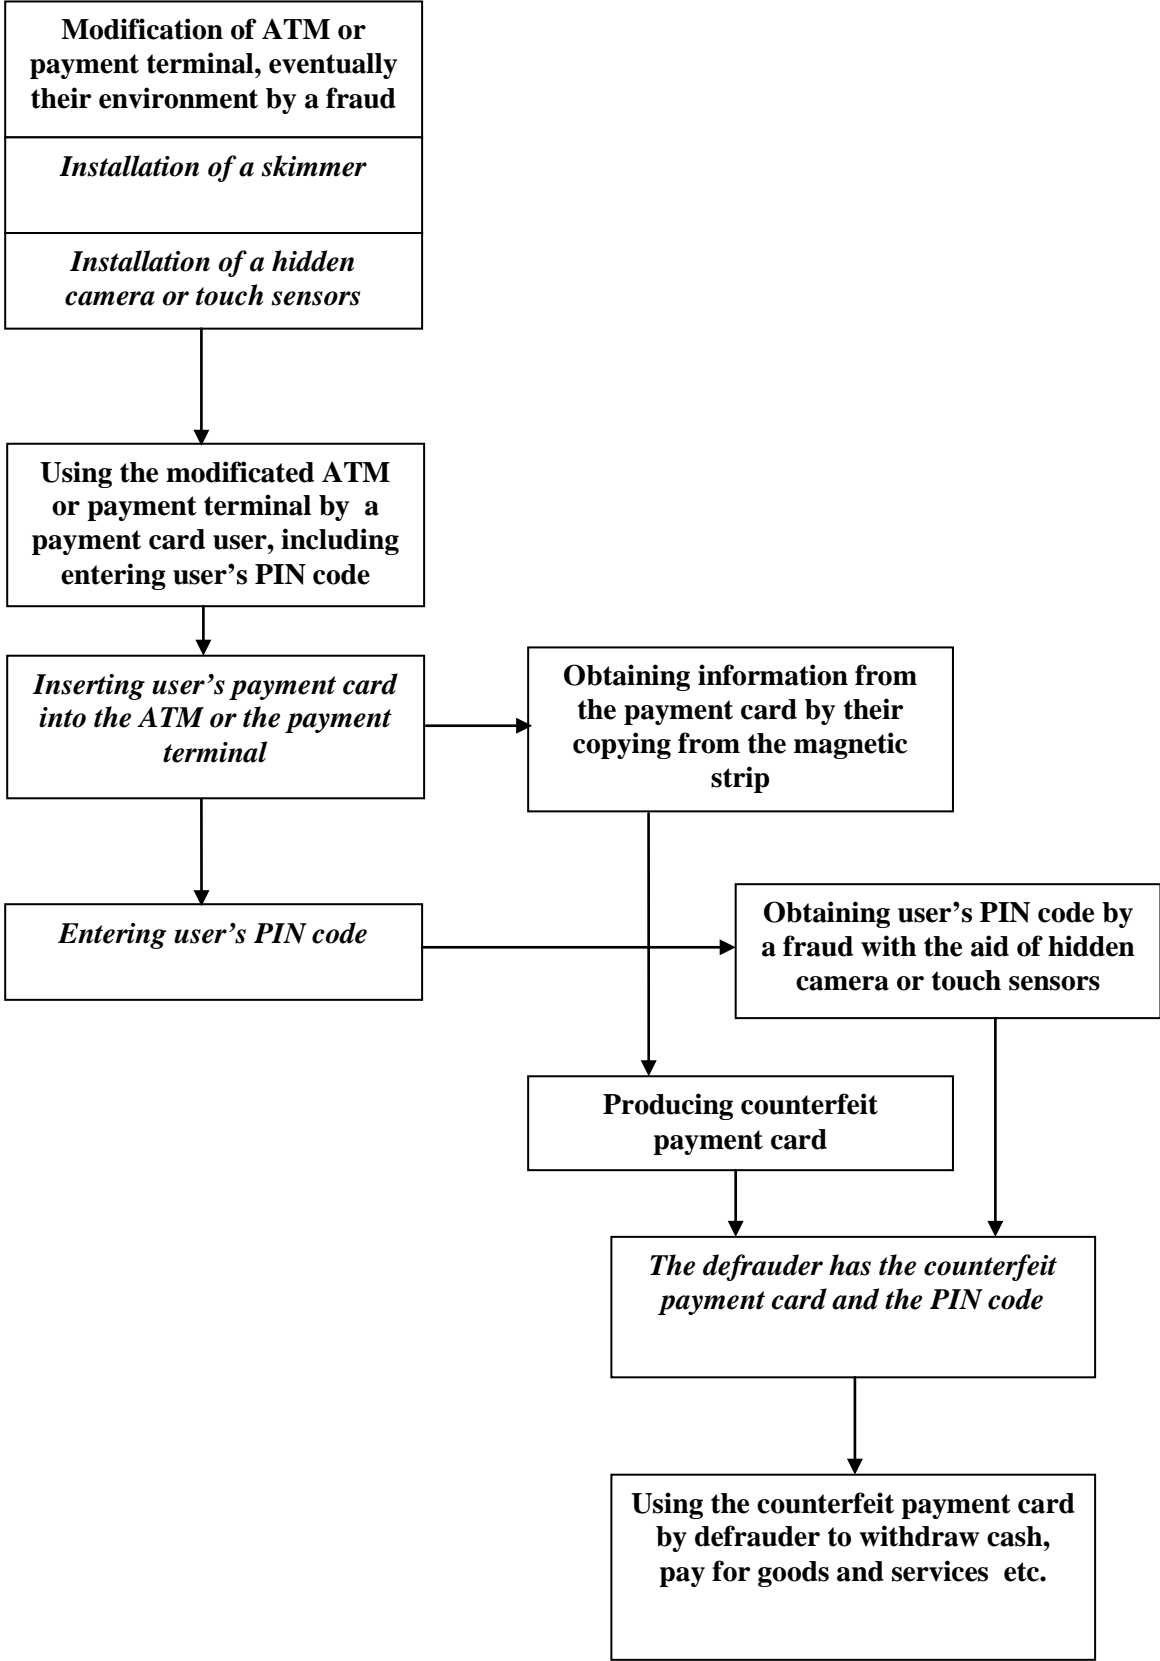 Modification of ATM or
payment terminal, eventually
their environment by a fraud
Installation of a skimmer
Installation of a hidden
camera or touch sensors
Using the modificated ATM
or payment terminal by a
payment card user, including
entering user’s PIN code
Inserting user’s payment card
into the ATM or the payment
terminal
Obtaining information from
the payment card by their
copying from the magnetic
strip
Entering user’s PIN code
Obtaining user’s PIN code by
a fraud with the aid of hidden
camera or touch sensors
Producing counterfeit
payment card
The defrauder has the counterfeit
payment card and the PIN code
Using the counterfeit payment card
by defrauder to withdraw cash,
pay for goods and services etc.